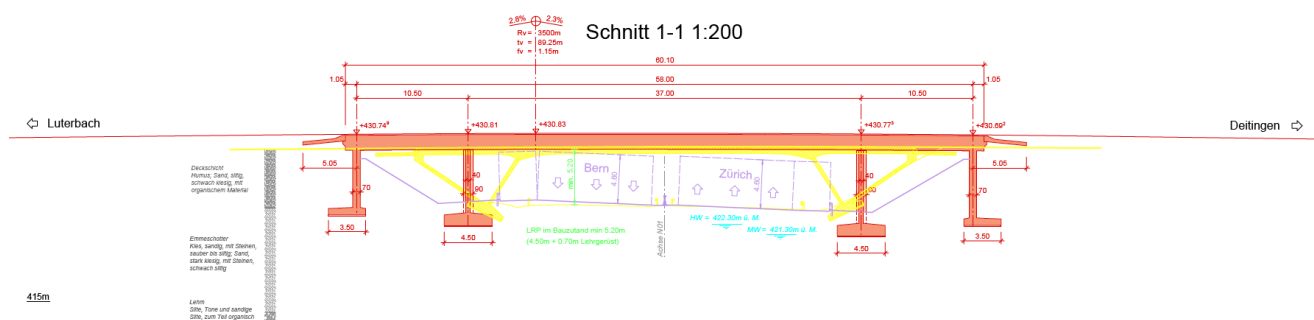 2.8% 2.3%
Rv = 3500m
tv = 89.25m
fv = 1.15m
Schnitt 1-1 1:200
60.10
1.05 58.00 1.05
10.50 37.00 10.50
Luterbach
+430.74⁹ +430.81 +430.83 +430.77⁵ +430.69²
Deitingen
5.05 5.05
Deckschicht
Humus; Sand, siltig,
schwach kiesig, mit
organischem Material
min. 5.20
Bern
4.60
Zürich
4.60
40 40
70 90 70
3.50 4.50 4.50 3.50
HW = 422.30m ü. M.
MW = 421.30m ü. M.
LRP im Bauzutand min 5.20m
(4.50m + 0.70m Lehrgerüst)
Achse N01
Emmeschotter
Kies, sandig, mit Steinen,
sauber bis siltig; Sand,
stark kiesig, mit Steinen,
schwach siltig
415m
Lehm
Silte, Tone und sandige
Silte, zum Teil organisch